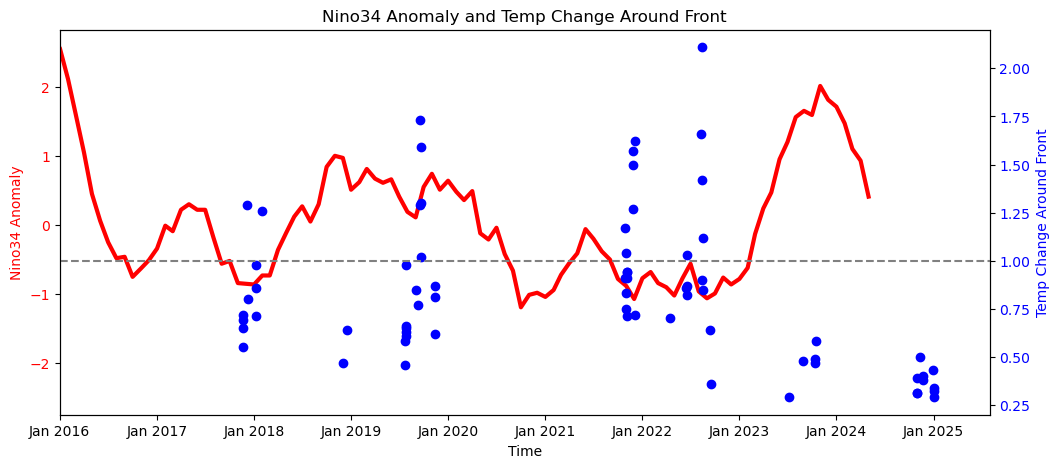 Nino34 Anomaly and Temp Change Around Front
Nino34 Anomaly
2
1
0
−1
−2
2.00
1.75
1.50
1.25
1.00
0.75
0.50
0.25
Temp Change Around Front
Jan 2016 Jan 2017 Jan 2018 Jan 2019 Jan 2020 Jan 2021 Jan 2022 Jan 2023 Jan 2024 Jan 2025
Time